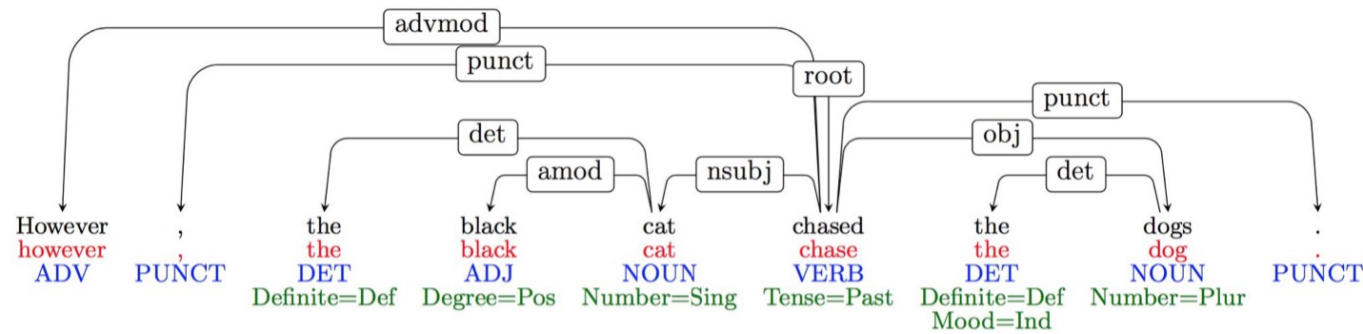 advmod
punct
root
punct
det
obj
amod
nsubj
det
However , the black cat chased the dogs .
however , the black cat chase the dog .
ADV PUNCT DET ADJ NOUN VERB DET NOUN PUNCT
Definite=Def Degree=Pos Number=Sing Tense=Past Definite=Def Number=Plur
Mood=Ind